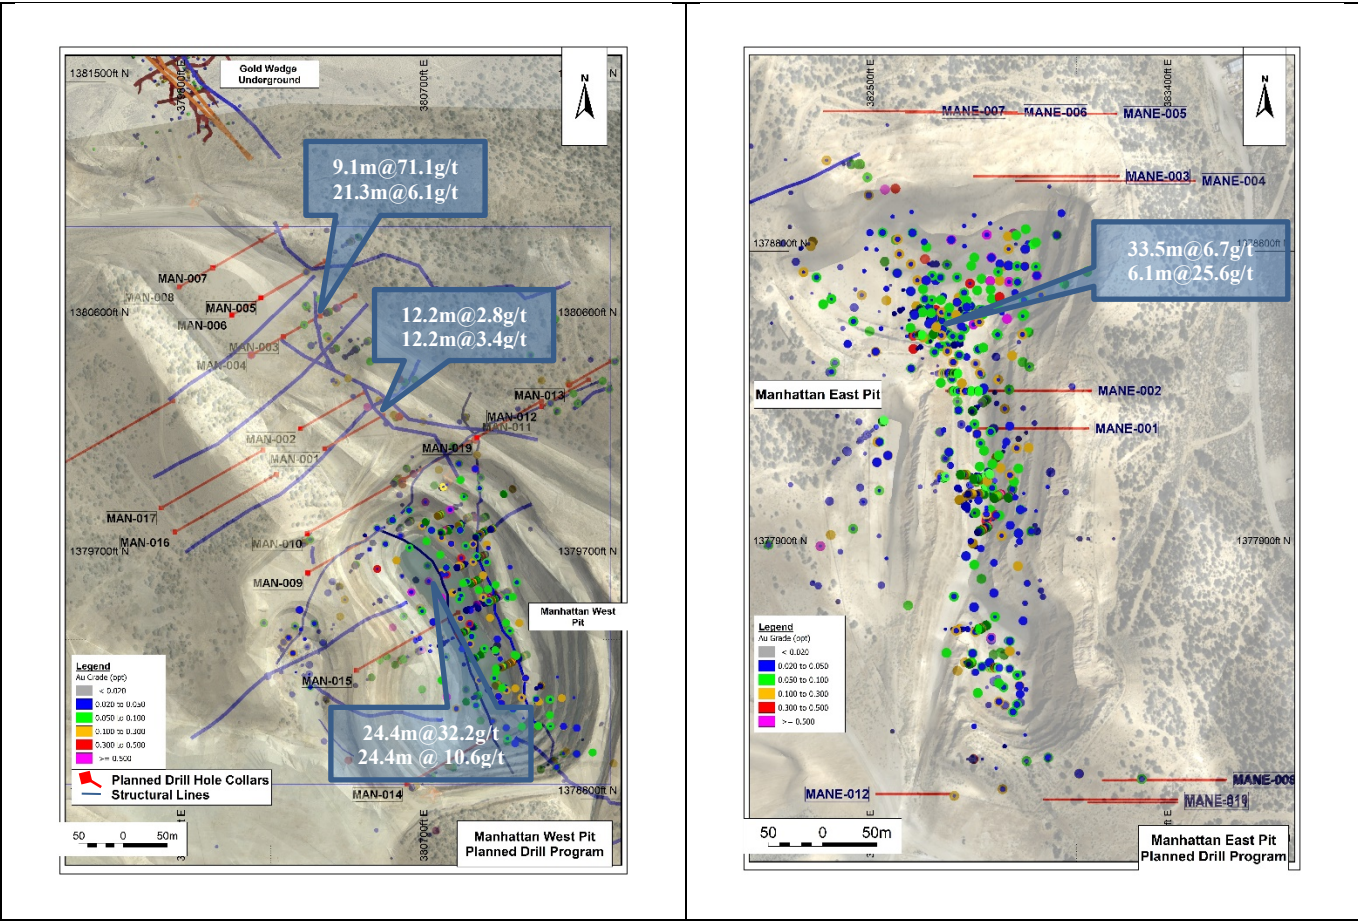 1381500ft N
Gold Wedge
Underground
379800ft E
380700ft E
ft N
N
9.1m@71.1g/t
21.3m@6.1g/t
MAN-007
MAN-008
MAN-005
MAN-006
1380600ft N
1380600ft N
12.2m@2.8g/t
12.2m@3.4g/t
MAN-003
MAN-004
MAN-013
MAN-012
MAN-011
MAN-002
MAN-019
MAN-001
MAN-017
MAN-016
MAN-010
1379700ft N
1379700ft N
MAN-009
Manhattan West
Pit
Legend
Au Grade (opt)
< 0.020
0.020 to 0.050
0.050 to 0.100
0.100 to 0.300
0.300 to 0.500
>= 0.500
MAN-015
24.4m@32.2g/t
24.4m @ 10.6g/t
Planned Drill Hole Collars
Structural Lines
MAN-014
1378800ft N
50 0 50m
380700ft E
Manhattan West Pit
Planned Drill Program
382500ft E
383400ft E
N
MANE-007
MANE-006
MANE-005
MANE-003
MANE-004
1378800ft N
1378800ft N
33.5m@6.7g/t
6.1m@25.6g/t
Manhattan East Pit
MANE-002
MANE-001
1377900ft N
1377900ft N
Legend
Au Grade (opt)
< 0.020
0.020 to 0.050
0.050 to 0.100
0.100 to 0.300
0.300 to 0.500
>= 0.500
MANE-008
MANE-012
50 0 50m
Manhattan East Pit
Planned Drill Program